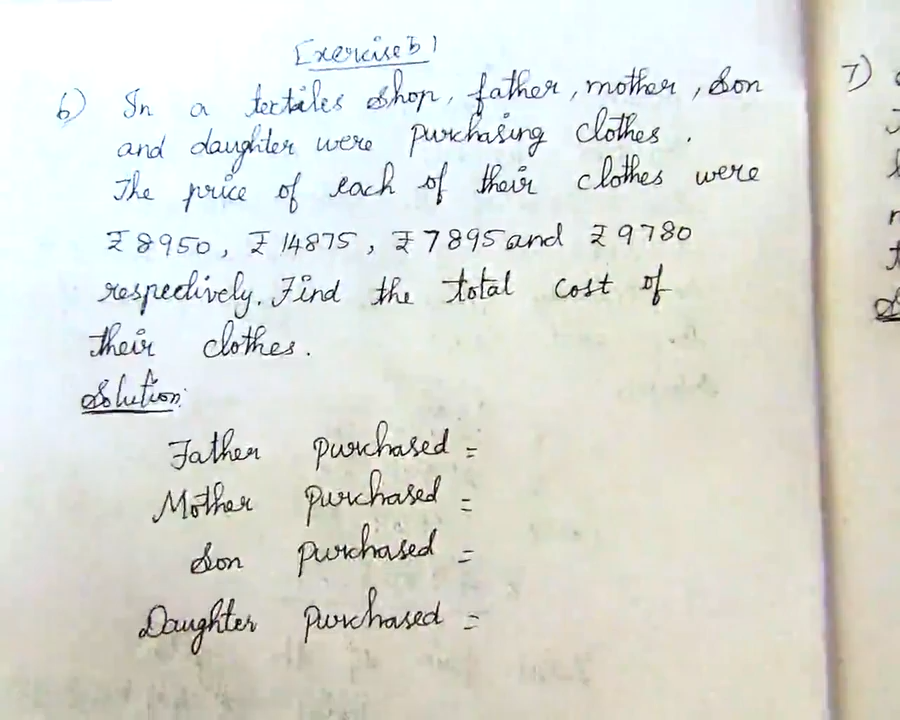 Exercise 5)
6) In a textiles shop, father, mother, son
and daughter were purchasing clothes.
The price of each of their clothes were
₹8950, ₹14875, ₹7895 and ₹9780
respectively. Find the total cost of
their clothes.
Solution:
Father purchased =
Mother purchased =
Son purchased =
Daughter purchased =
7)